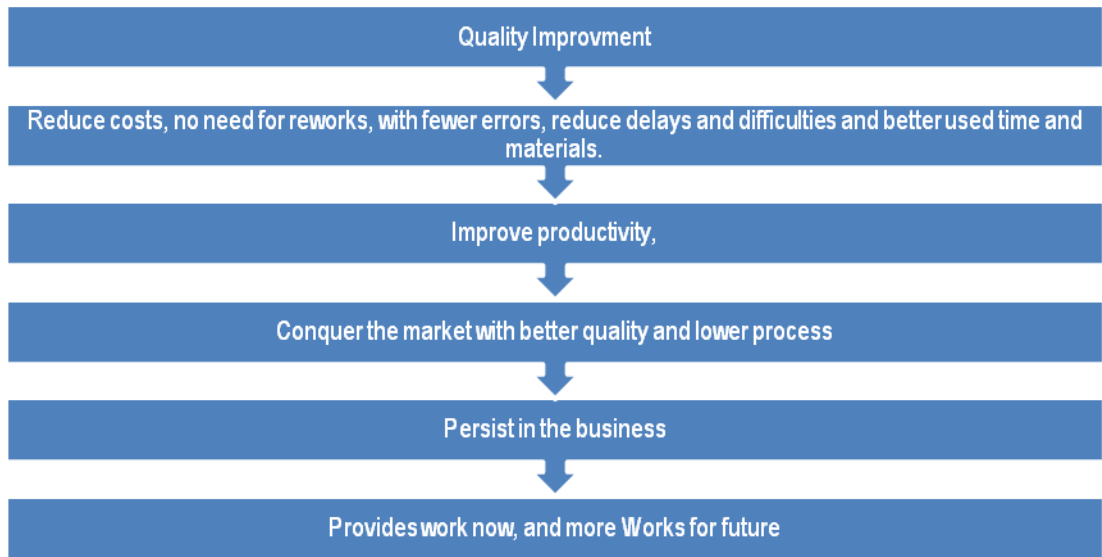 Quality Improvment
Reduce costs, no need for reworks, with fewer errors, reduce delays and difficulties and better used time and
materials.
Improve productivity,
Conquer the market with better quality and lower process
Persist in the business
Provides work now, and more Works for future